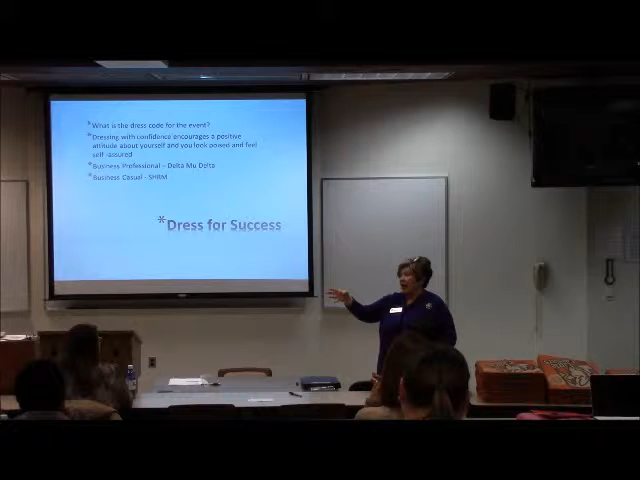 *What is the dress code for the event?
*Dressing with confidence encourages a positive
attitude about yourself and you look poised and feel
self -assured
*Business Professional – Delta Mu Delta
*Business Casual - SHRM
*Dress for Success